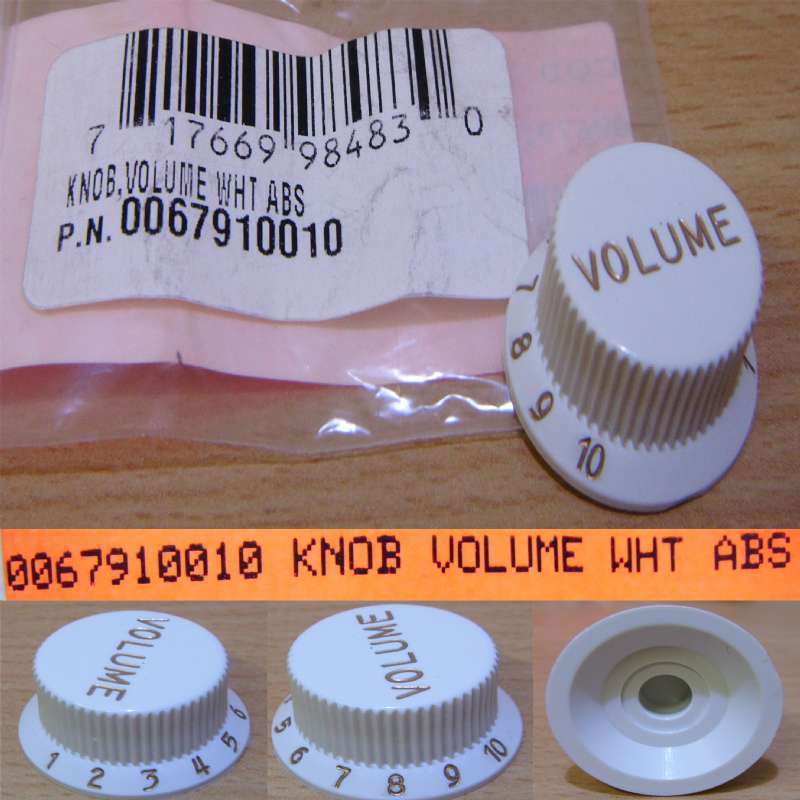 7 17669 98483 0
KNOB,VOLUME WHT ABS
P.N. 0067910010
VOLUME
7
8
9
10
1
0067910010 KNOB VOLUME WHT ABS
VOLUME
1 2 3 4 5 6
VOLUME
5 6 7 8 9 10